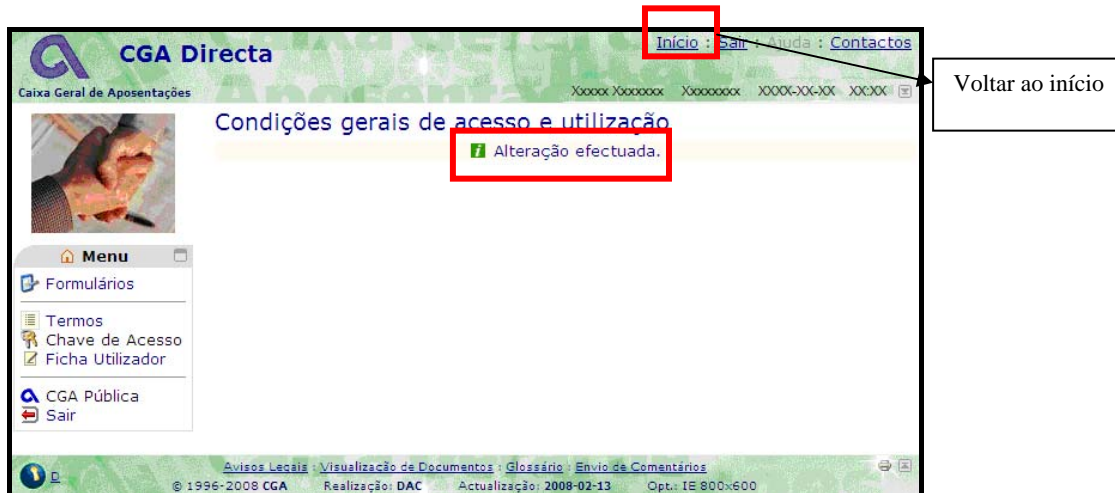 CGA Directa
Início : Sair : Ajuda : Contactos
Caixa Geral de Aposentações
Xxxxx Xxxxxxx Xxxxxxxx XXXX-XX-XX XX:XX
Voltar ao início
Condições gerais de acesso e utilização
Alteração efectuada.
Menu
Formulários
Termos
Chave de Acesso
Ficha Utilizador
CGA Pública
Sair
D
Avisos Legais : Visualização de Documentos : Glossário : Envio de Comentários
© 1996-2008 CGA Realização: DAC Actualização: 2008-02-13 Opt.: IE 800x600